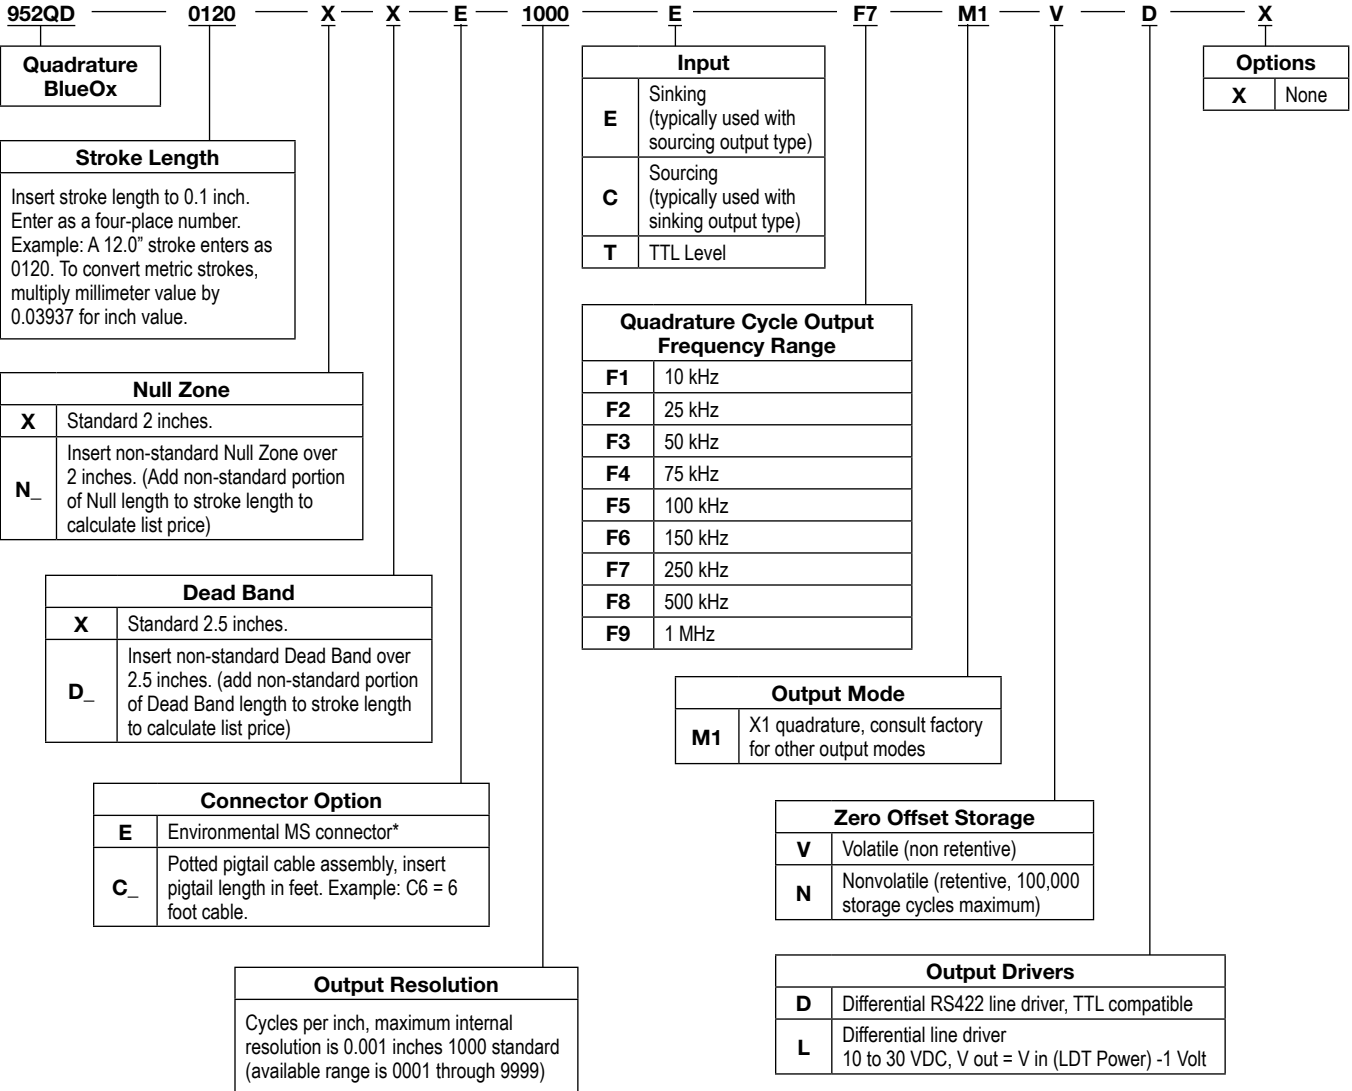 952QD 0120 X X E 1000 E F7 M1 V D X
Quadrature
BlueOx
Stroke Length
Insert stroke length to 0.1 inch.
Enter as a four-place number.
Example: A 12.0” stroke enters as
0120. To convert metric strokes,
multiply millimeter value by
0.03937 for inch value.
Null Zone
X Standard 2 inches.
N_ Insert non-standard Null Zone over
2 inches. (Add non-standard portion
of Null length to stroke length to
calculate list price)
Dead Band
X Standard 2.5 inches.
D_ Insert non-standard Dead Band over
2.5 inches. (add non-standard portion
of Dead Band length to stroke length
to calculate list price)
Connector Option
E Environmental MS connector*
C_ Potted pigtail cable assembly, insert
pigtail length in feet. Example: C6 = 6
foot cable.
Output Resolution
Cycles per inch, maximum internal
resolution is 0.001 inches 1000 standard
(available range is 0001 through 9999)
Input
E Sinking
(typically used with
sourcing output type)
C Sourcing
(typically used with
sinking output type)
T TTL Level
Quadrature Cycle Output
Frequency Range
F1 10 kHz
F2 25 kHz
F3 50 kHz
F4 75 kHz
F5 100 kHz
F6 150 kHz
F7 250 kHz
F8 500 kHz
F9 1 MHz
Output Mode
M1 X1 quadrature, consult factory
for other output modes
Zero Offset Storage
V Volatile (non retentive)
N Nonvolatile (retentive, 100,000
storage cycles maximum)
Output Drivers
D Differential RS422 line driver, TTL compatible
L Differential line driver
10 to 30 VDC, V out = V in (LDT Power) -1 Volt
Options
X None